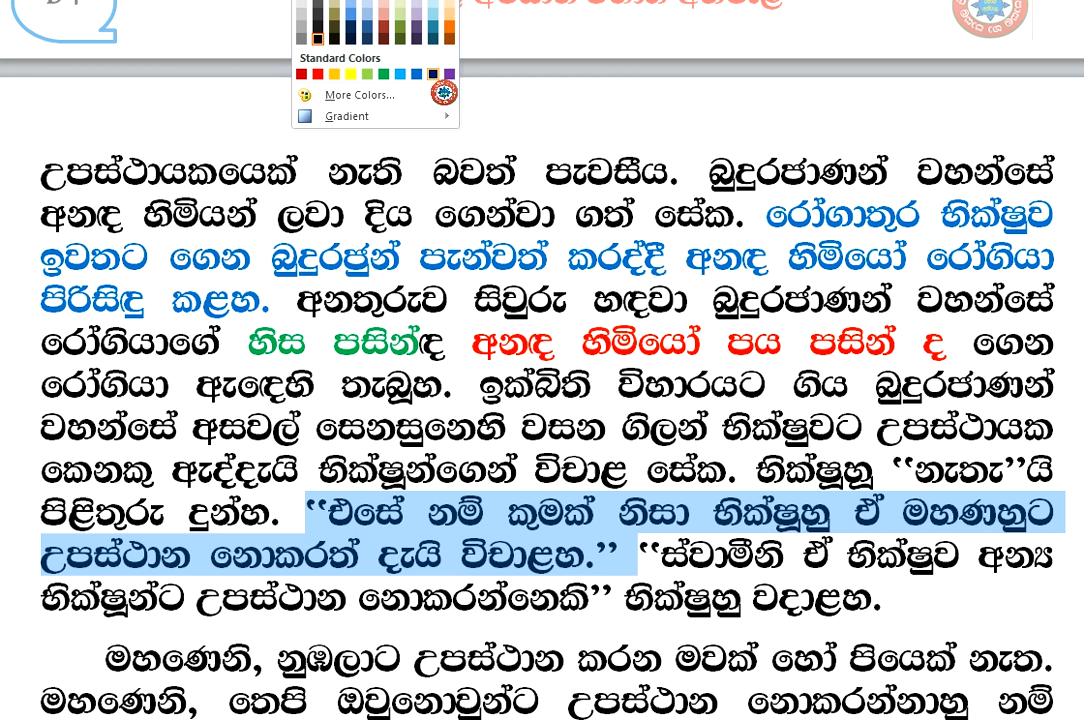 Standard Colors
More Colors...
Gradient
උපස්ථායකයෙක් නැති බවත් පැවසීය. බුදුරජාණන් වහන්සේ
අනඳ හිමියන් ලවා දිය ගෙන්වා ගත් සේක. රෝගාතුර භික්ෂුව
ඉවතට ගෙන බුදුරජුන් පැන්වත් කරද්දී අනඳ හිමියෝ රෝගියා
පිරිසිඳු කළහ. අනතුරුව සිවුරු හඳවා බුදුරජාණන් වහන්සේ
රෝගියාගේ හිස පසින්ද අනඳ හිමියෝ පය පසින් ද ගෙන
රෝගියා ඇඳෙහි තැබූහ. ඉක්බිති විහාරයට ගිය බුදුරජාණන්
වහන්සේ අසවල් සෙනසුනෙහි වසන ගිලන් භික්ෂුවට උපස්ථායක
කෙනකු ඇද්දැයි භික්ෂූන්ගෙන් විචාළ සේක. භික්ෂූහූ “නැතැ”යි
පිළිතුරු දුන්හ. “එසේ නම් කුමක් නිසා භික්ෂූහු ඒ මහණහුට
උපස්ථාන නොකරත් දැයි විචාළහ.” “ස්වාමීනි ඒ භික්ෂුව අන්‍ය
භික්ෂූන්ට උපස්ථාන නොකරන්නෙකි” භික්ෂුහු වදාළහ.
මහණෙනි, නුඹලාට උපස්ථාන කරන මවක් හෝ පියෙක් නැත.
මහණෙනි, තෙපි ඔවුනොවුන්ට උපස්ථාන නොකරන්නාහු නම්